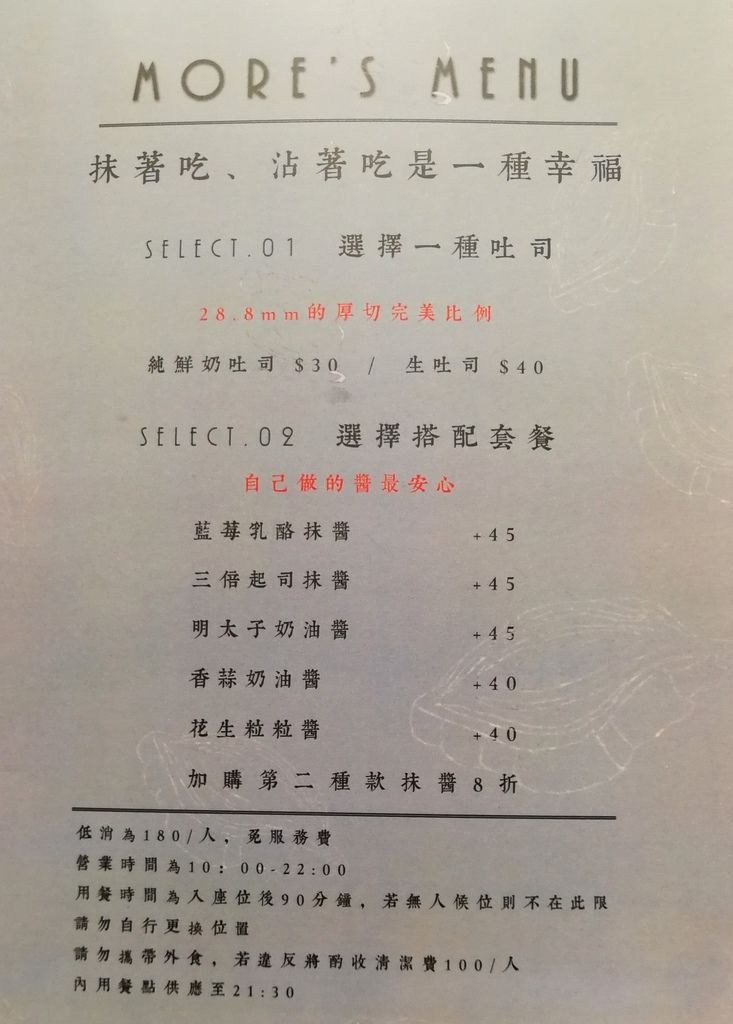 MORE'S MENU
抹著吃、沾著吃是一種幸福
SELECT.01 選擇一種吐司
28.8mm的厚切完美比例
純鮮奶吐司 $30 / 生吐司 $40
SELECT.02 選擇搭配套餐
自己做的醬最安心
藍莓乳酪抹醬 +45
三倍起司抹醬 +45
明太子奶油醬 +45
香蒜奶油醬 +40
花生粒粒醬 +40
加購第二種款抹醬8折
低消為180/人, 免服務費
營業時間為10:00-22:00
用餐時間為入座位後90分鐘, 若無人候位則不在此限
請勿自行更換位置
請勿攜帶外食, 若違反將酌收清潔費100/人
內用餐點供應至21:30